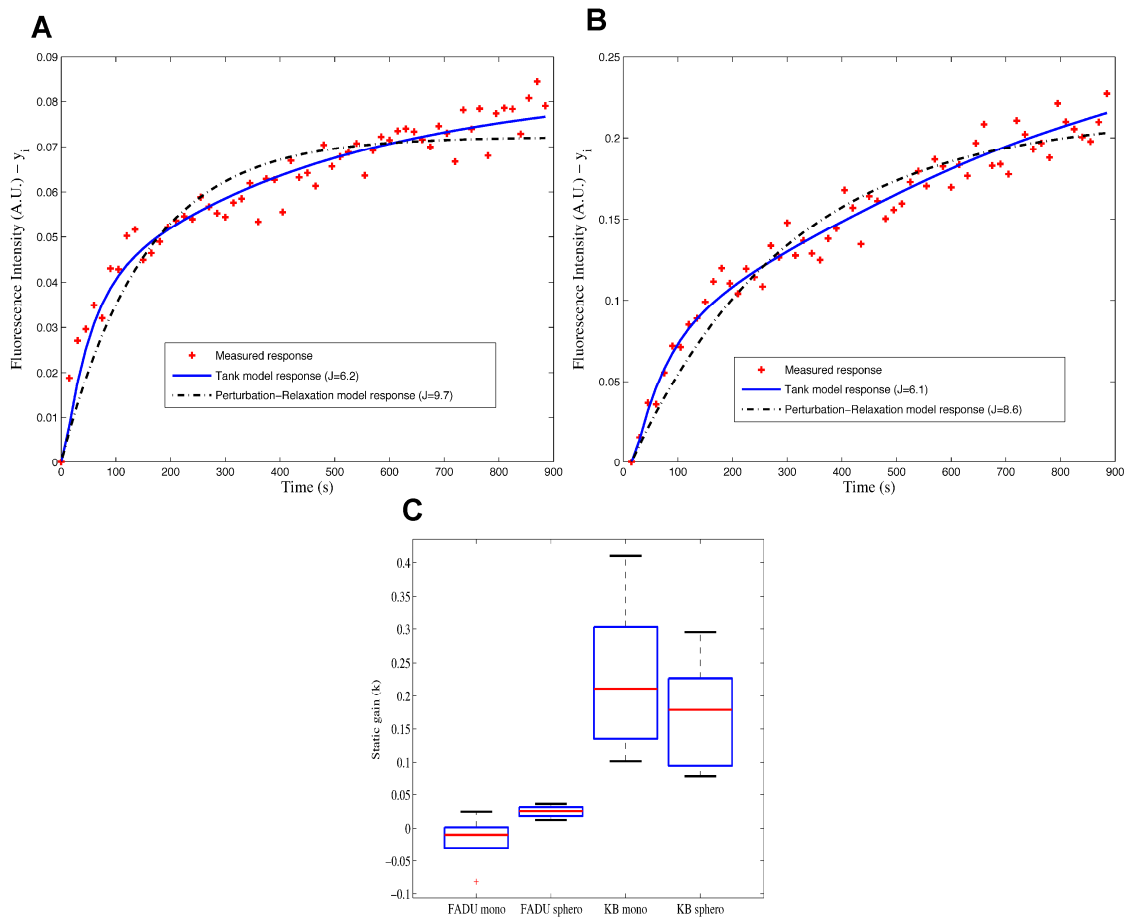 A
Fluorescence Intensity (A.U.) – yi
0.09
0.08
0.07
0.06
0.05
0.04
0.03
0.02
0.01
0
Measured response
Tank model response (J=6.2)
Perturbation–Relaxation model response (J=9.7)
0 100 200 300 400 500 600 700 800 900
Time (s)
B
Fluorescence Intensity (A.U.) – yi
0.25
0.2
0.15
0.1
0.05
0
Measured response
Tank model response (J=6.1)
Perturbation–Relaxation model response (J=8.6)
0 100 200 300 400 500 600 700 800 900
Time (s)
C
Static gain (k)
0.4
0.35
0.3
0.25
0.2
0.15
0.1
0.05
0
−0.05
−0.1
FADU mono FADU sphero KB mono KB sphero